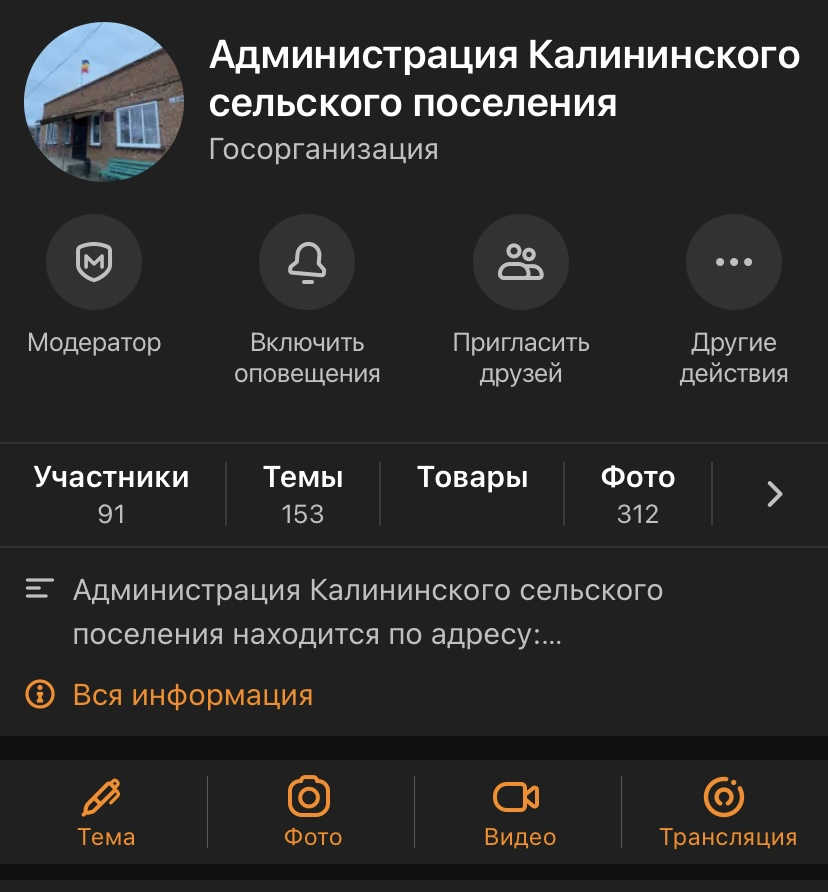 Администрация Калининского
сельского поселения
Госорганизация
Модератор
Включить
оповещения
Пригласить
друзей
Другие
действия
Участники
91
Темы
153
Товары
Фото
312
Администрация Калининского сельского
поселения находится по адресу:...
Вся информация
Тема
Фото
Видео
Трансляция